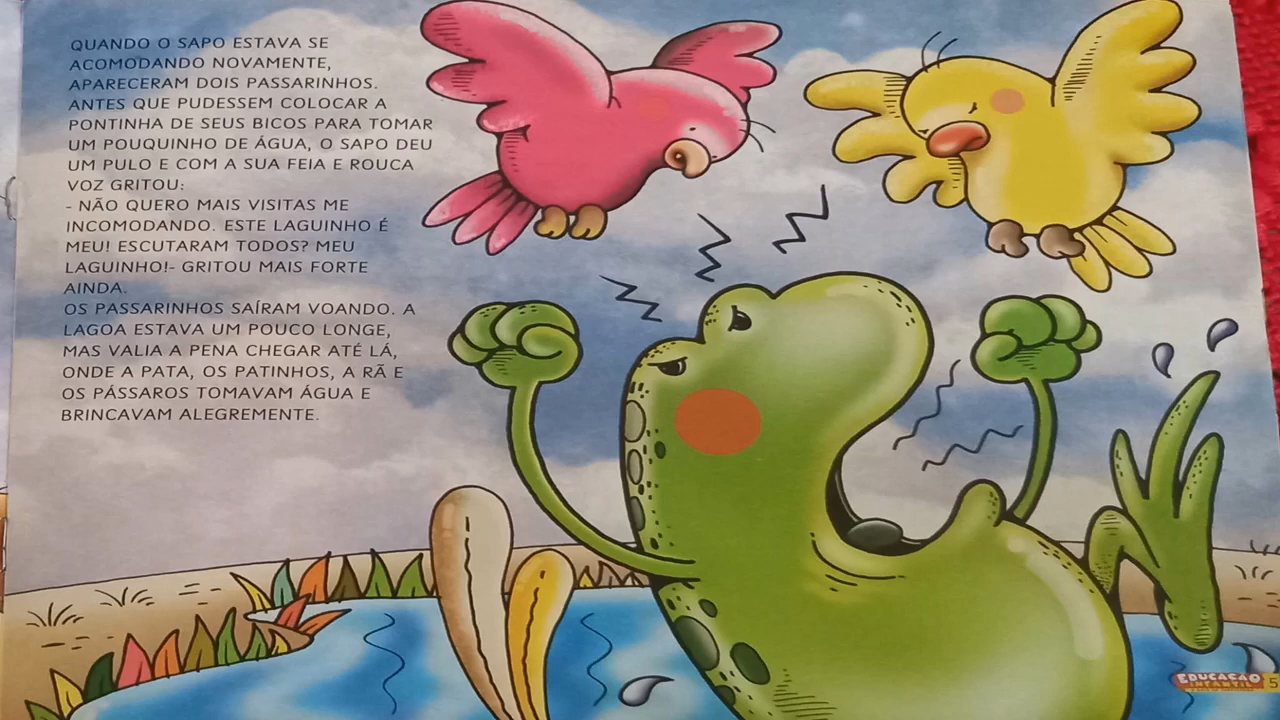 QUANDO O SAPO ESTAVA SE
ACOMODANDO NOVAMENTE,
APARECERAM DOIS PASSARINHOS.
ANTES QUE PUDESSEM COLOCAR A
PONTINHA DE SEUS BICOS PARA TOMAR
UM POUQUINHO DE ÁGUA, O SAPO DEU
UM PULO E COM A SUA FEIA E ROUCA
VOZ GRITOU:
- NÃO QUERO MAIS VISITAS ME
INCOMODANDO. ESTE LAGUINHO É
MEU! ESCUTARAM TODOS? MEU
LAGUINHO!- GRITOU MAIS FORTE
AINDA.
OS PASSARINHOS SAÍRAM VOANDO. A
LAGOA ESTAVA UM POUCO LONGE,
MAS VALIA A PENA CHEGAR ATÉ LÁ,
ONDE A PATA, OS PATINHOS, A RÃ E
OS PÁSSAROS TOMAVAM ÁGUA E
BRINCAVAM ALEGREMENTE.
EDUCAÇÃO
INFANTIL
5